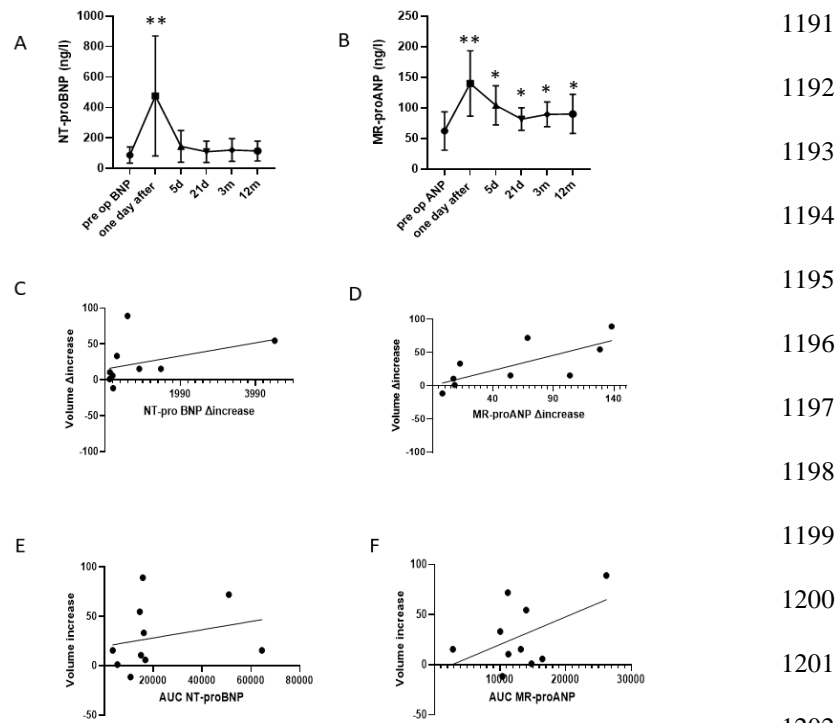 A
NT-proBNP (ng/l)
1000
800
600
400
200
0
**
pre op BNP
one day after
5d
21d
3m
12m
B
MR-proANP (ng/l)
250
200
150
100
50
0
**
*
*
*
*
pre op ANP
one day after
5d
21d
3m
12m
C
Volume Δincrease
100
50
0
-50
-100
1990
3990
NT-pro BNP Δincrease
D
Volume Δincrease
100
50
0
-50
-100
40
90
140
MR-proANP Δincrease
E
Volume increase
100
50
0
-50
20000
40000
60000
80000
AUC NT-proBNP
F
Volume increase
100
50
0
-50
10000
20000
30000
AUC MR-proANP
1191
1192
1193
1194
1195
1196
1197
1198
1199
1200
1201